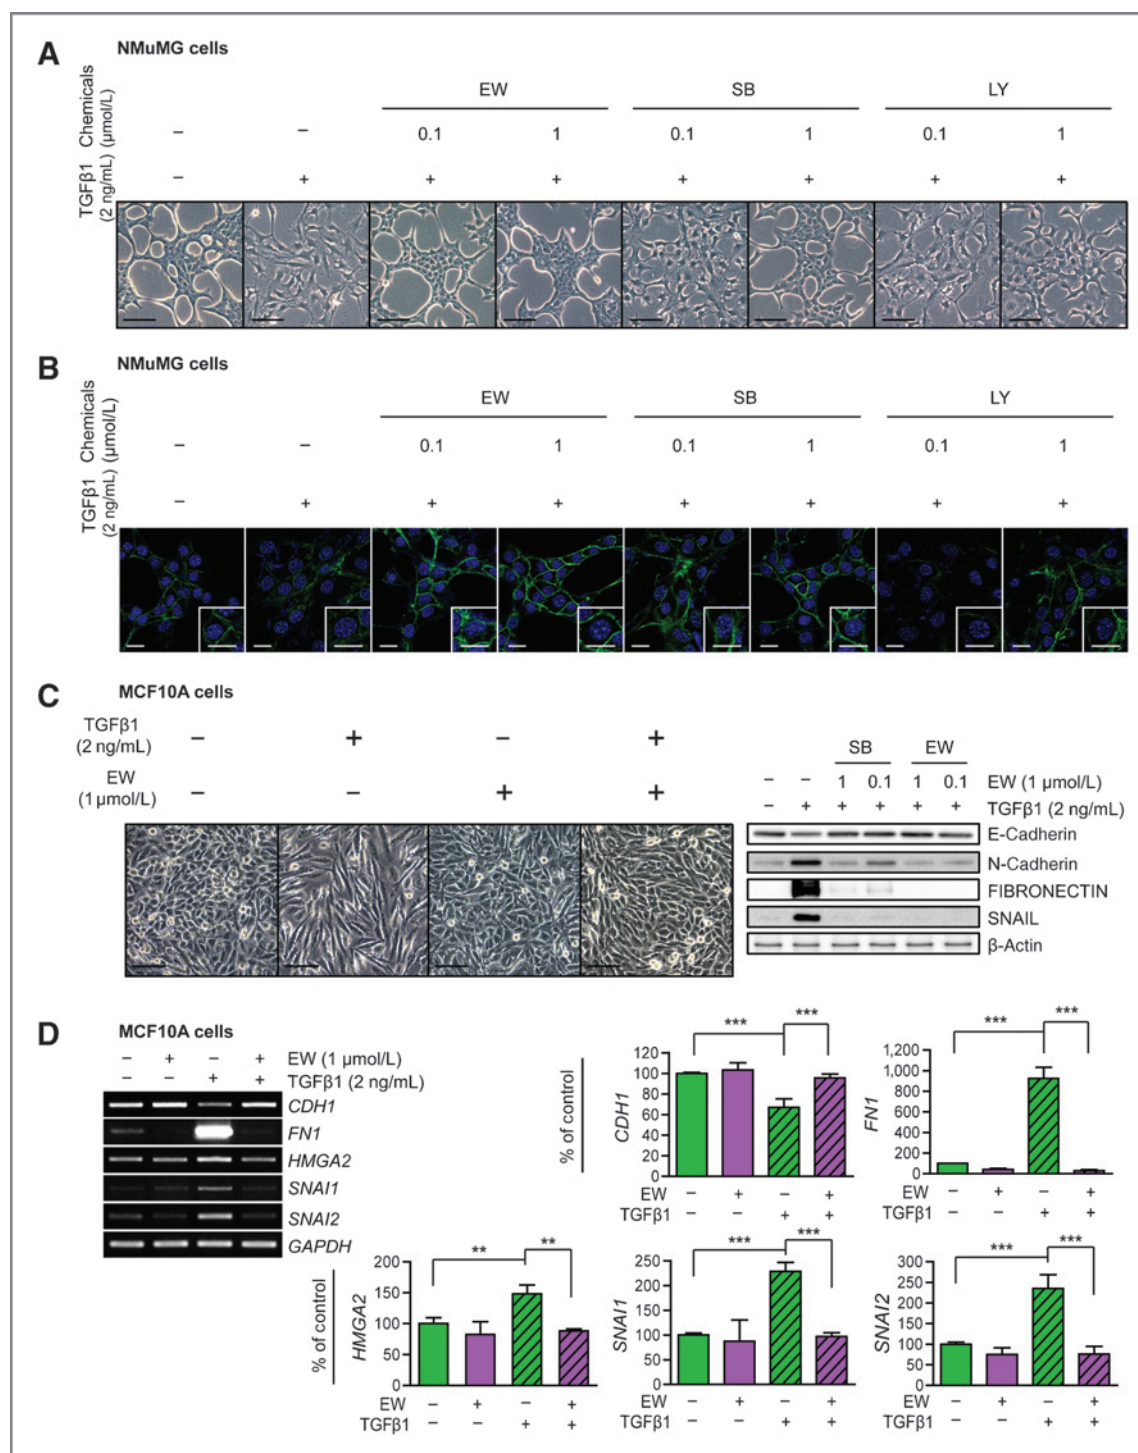 A
NMuMG cells
Chemicals (μmol/L)
TGFβ1 (2 ng/mL)
EW SB LY
– – 0.1 1 0.1 1 0.1 1
– + + + + + + +
B
NMuMG cells
Chemicals (μmol/L)
TGFβ1 (2 ng/mL)
EW SB LY
– – 0.1 1 0.1 1 0.1 1
– + + + + + + +
C
MCF10A cells
TGFβ1 (2 ng/mL) – + – +
EW (1 μmol/L) – – + +
SB EW
– – 1 0.1 1 0.1 EW (1 μmol/L)
– + + + + + TGFβ1 (2 ng/mL)
E-Cadherin
N-Cadherin
FIBRONECTIN
SNAIL
β-Actin
D
MCF10A cells
– + – + EW (1 μmol/L)
– – + + TGFβ1 (2 ng/mL)
CDH1
FN1
HMGA2
SNAI1
SNAI2
GAPDH
% of control
CDH1
*** ***
120
100
80
60
40
20
0
EW – + – +
TGFβ1 – – + +
FN1
*** ***
1,200
1,000
800
600
400
200
0
EW – + – +
TGFβ1 – – + +
% of control
HMGA2
** **
200
150
100
50
0
EW – + – +
TGFβ1 – – + +
SNAI1
*** ***
250
200
150
100
50
0
EW – + – +
TGFβ1 – – + +
SNAI2
*** ***
300
250
200
150
100
50
0
EW – + – +
TGFβ1 – – + +